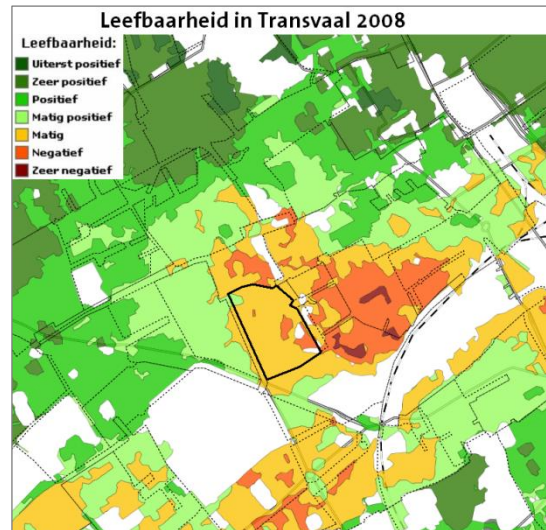 Leefbaarheid in Transvaal 2008
Leefbaarheid:
Uiterst positief
Zeer positief
Positief
Matig positief
Matig
Negatief
Zeer negatief